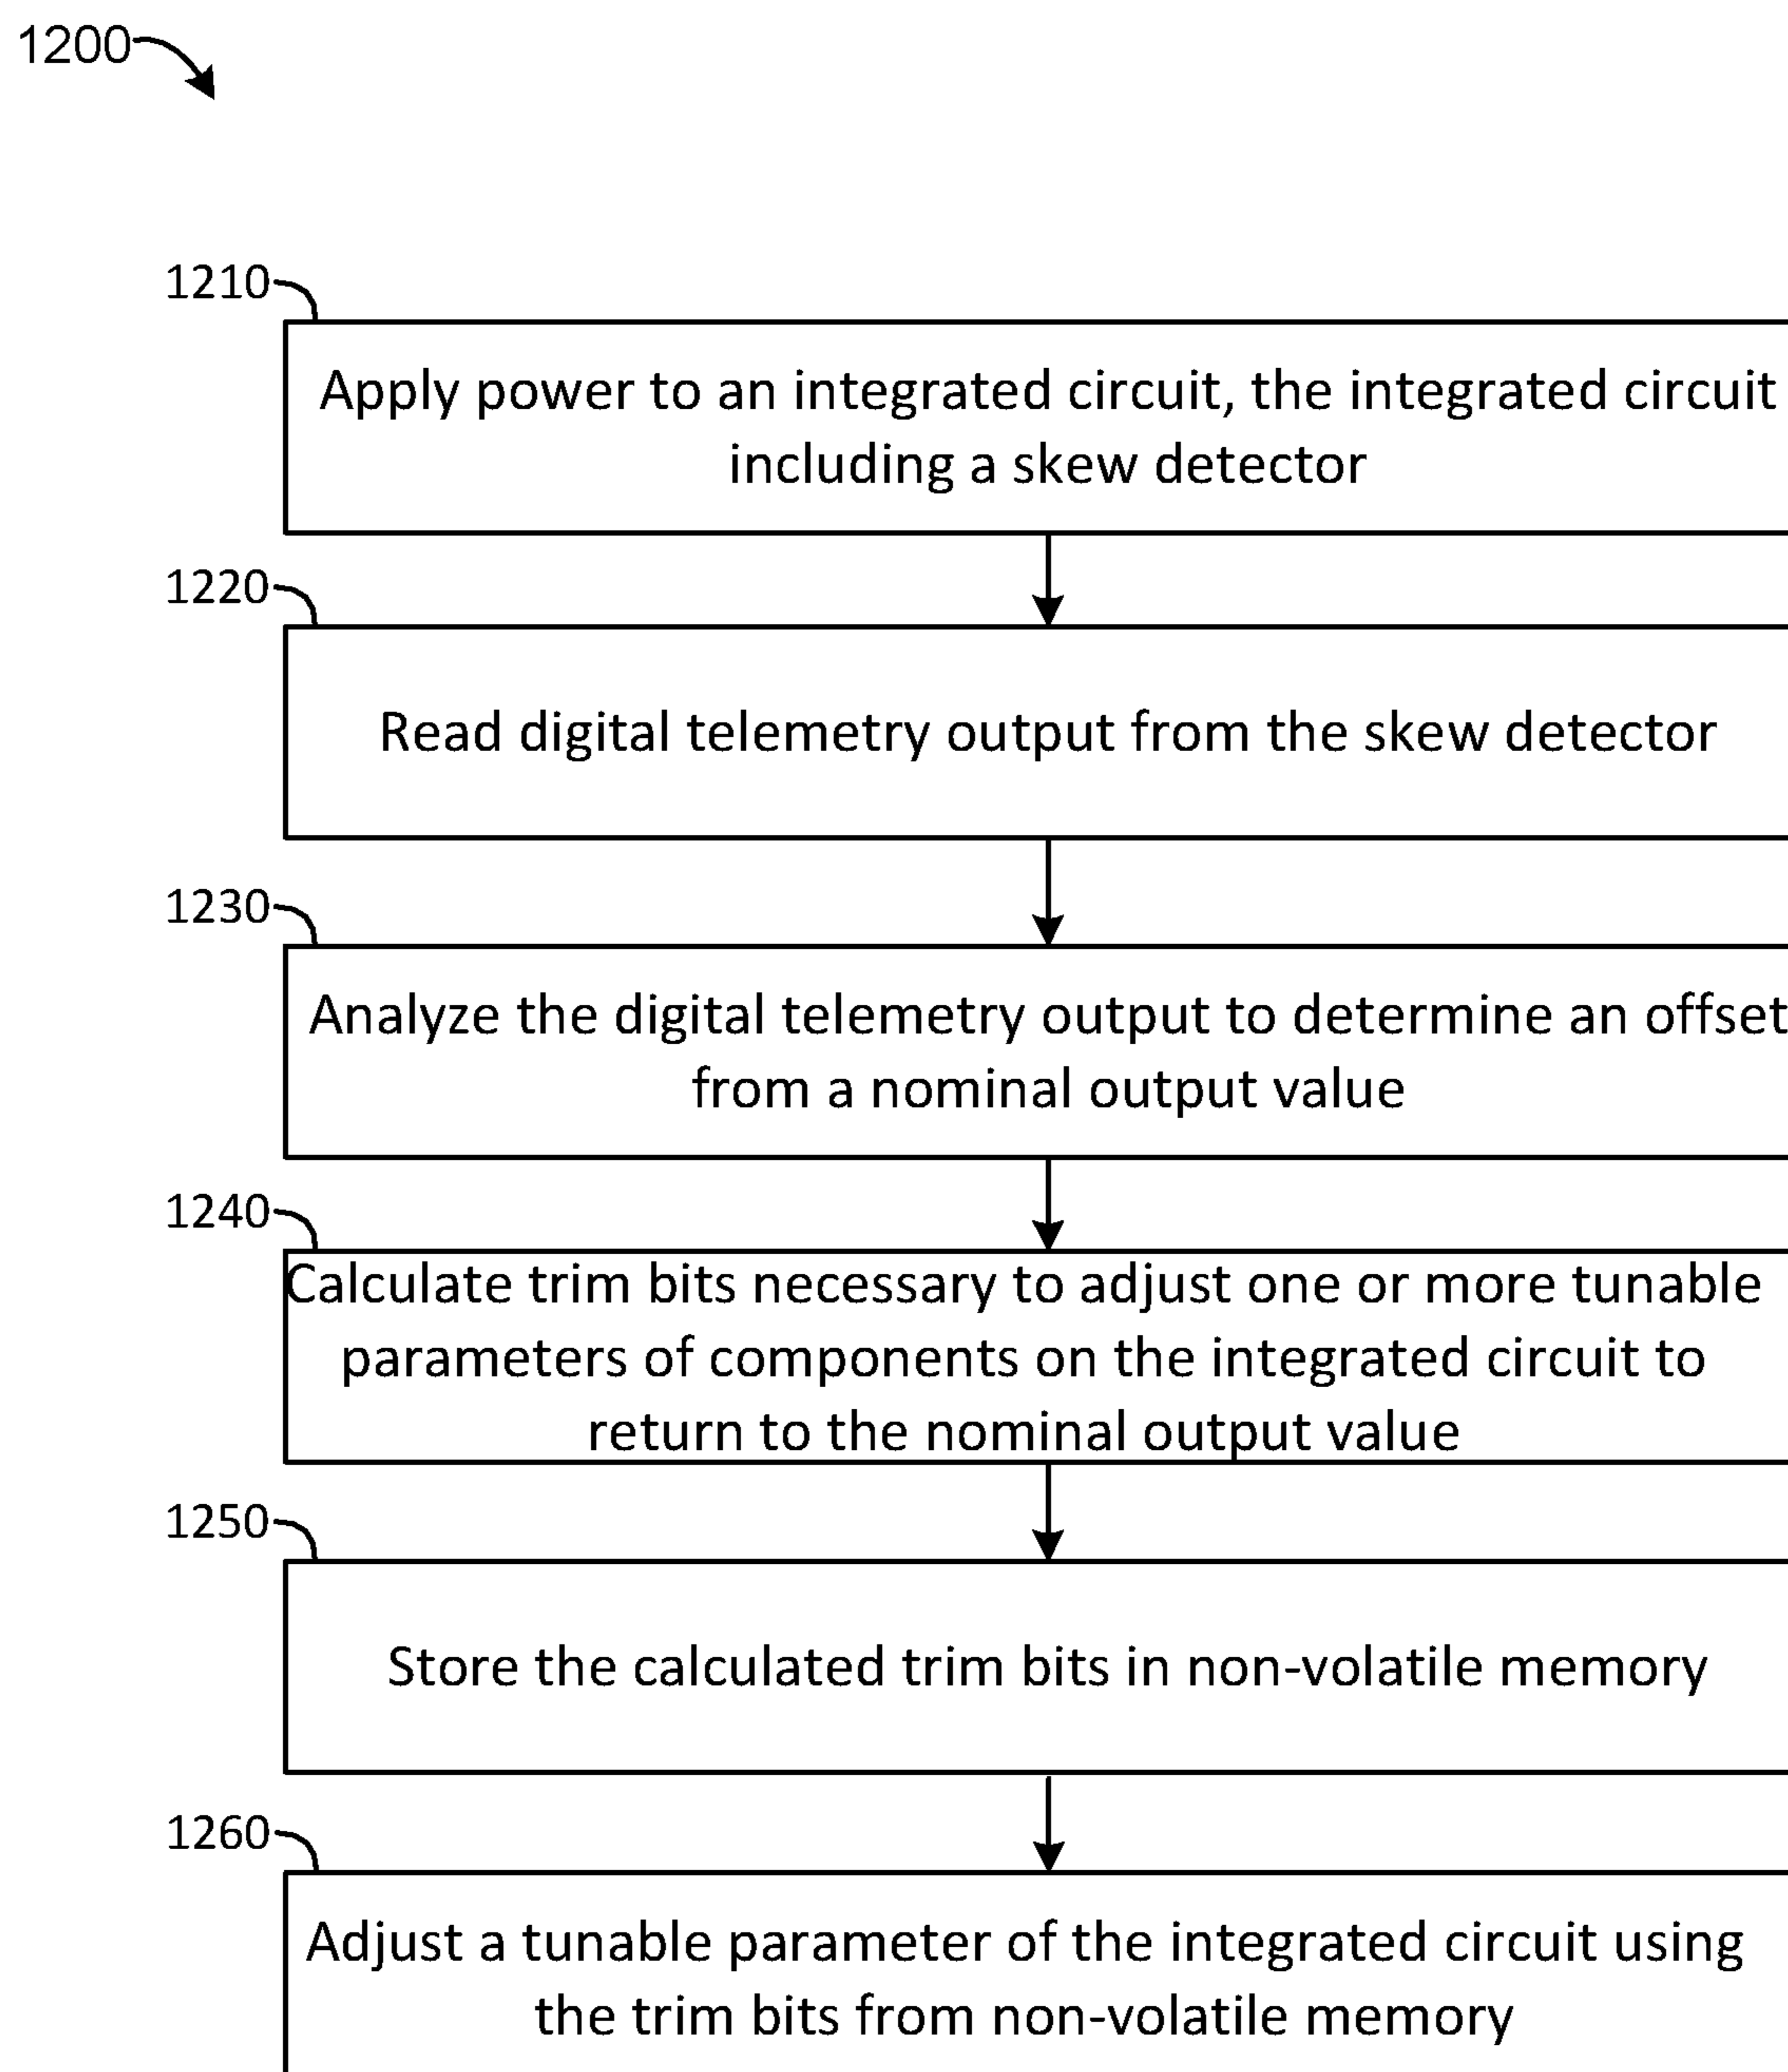 1200
1210
Apply power to an integrated circuit, the integrated circuit
including a skew detector
1220
Read digital telemetry output from the skew detector
1230
Analyze the digital telemetry output to determine an offset
from a nominal output value
1240
Calculate trim bits necessary to adjust one or more tunable
parameters of components on the integrated circuit to
return to the nominal output value
1250
Store the calculated trim bits in non-volatile memory
1260
Adjust a tunable parameter of the integrated circuit using
the trim bits from non-volatile memory